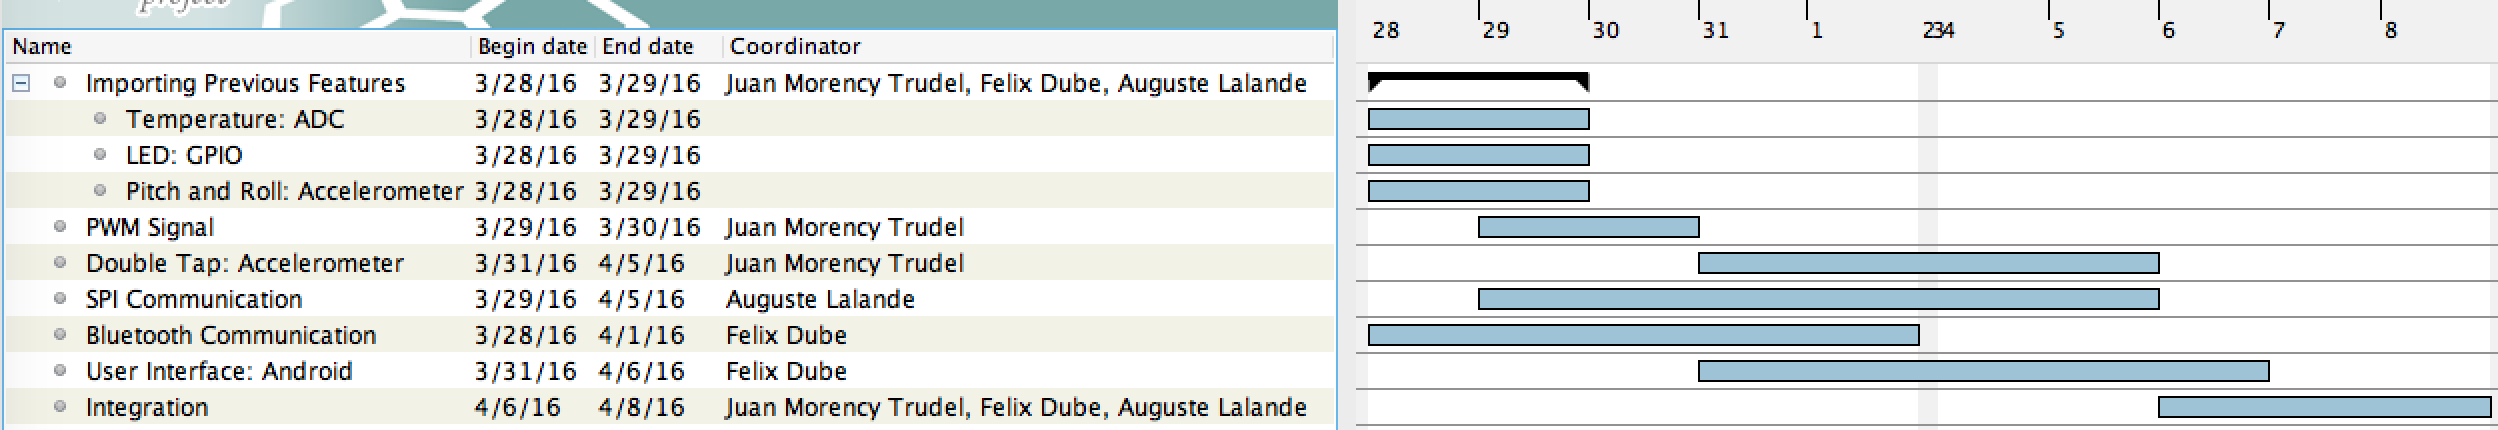 project
Name Begin date End date Coordinator 28 29 30 31 1 234 5 6 7 8
Importing Previous Features 3/28/16 3/29/16 Juan Morency Trudel, Felix Dube, Auguste Lalande
Temperature: ADC 3/28/16 3/29/16
LED: GPIO 3/28/16 3/29/16
Pitch and Roll: Accelerometer 3/28/16 3/29/16
PWM Signal 3/29/16 3/30/16 Juan Morency Trudel
Double Tap: Accelerometer 3/31/16 4/5/16 Juan Morency Trudel
SPI Communication 3/29/16 4/5/16 Auguste Lalande
Bluetooth Communication 3/28/16 4/1/16 Felix Dube
User Interface: Android 3/31/16 4/6/16 Felix Dube
Integration 4/6/16 4/8/16 Juan Morency Trudel, Felix Dube, Auguste Lalande